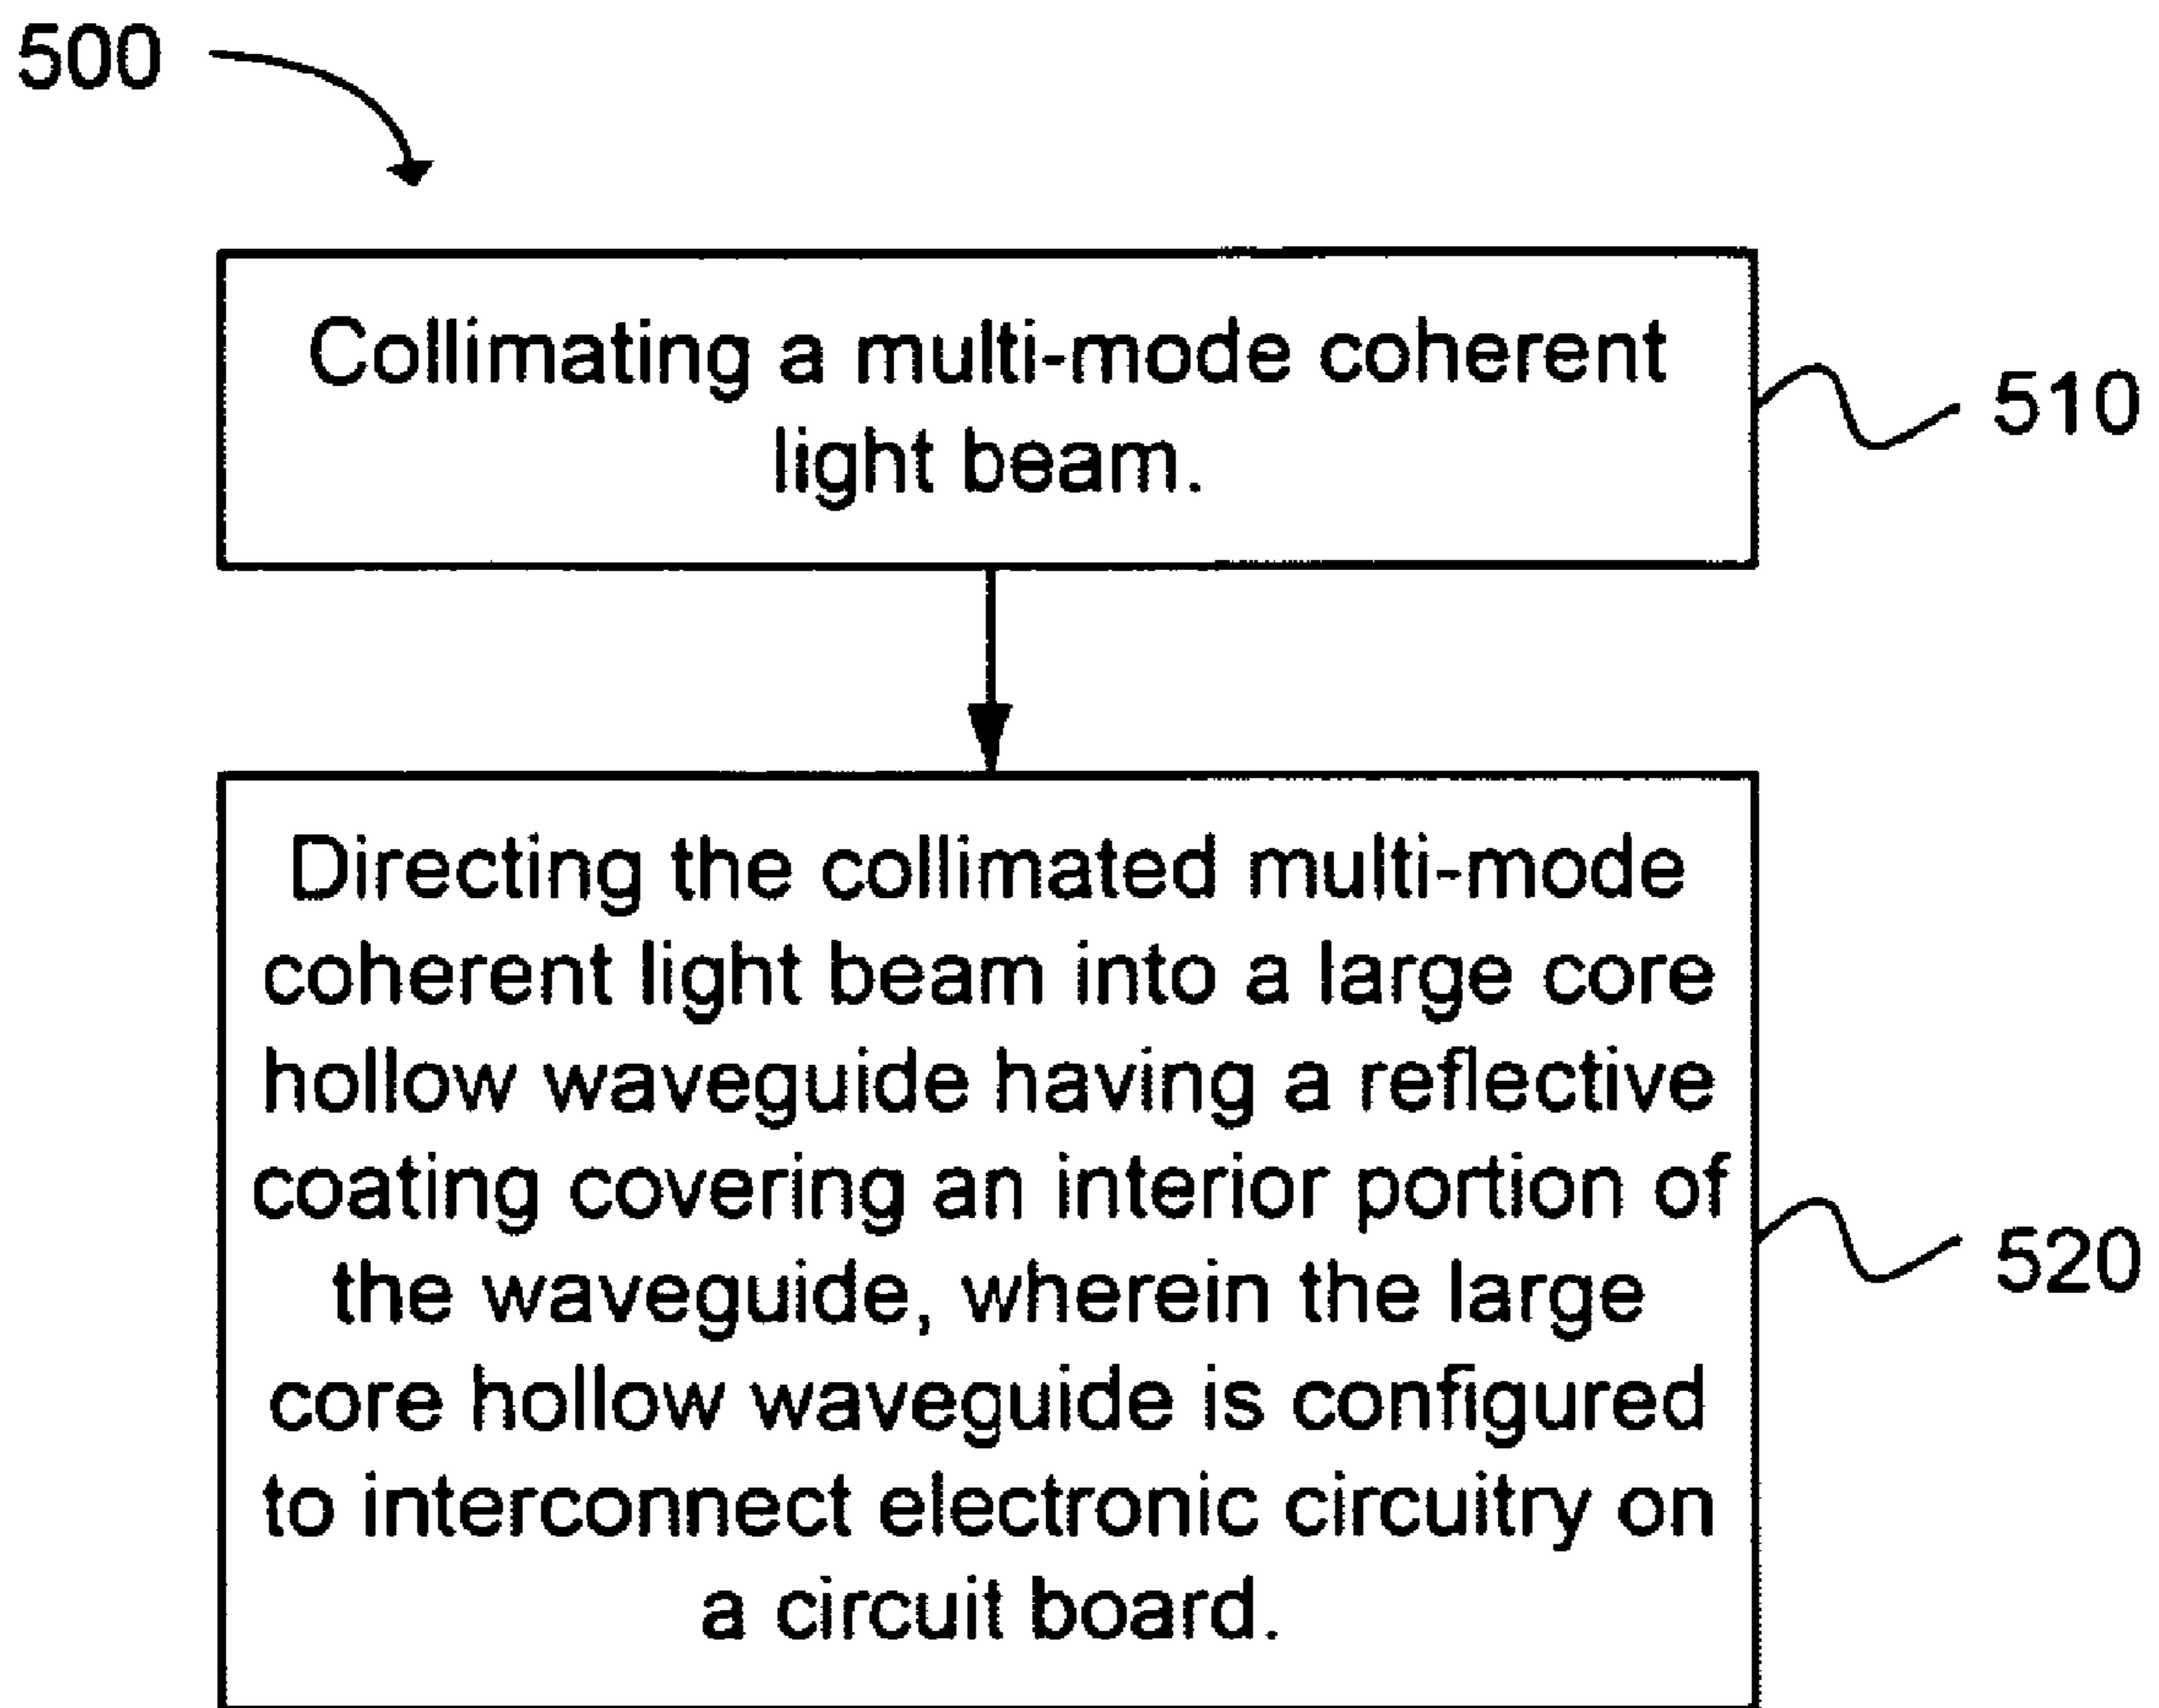 500
Collimating a multi-mode coherent
light beam.
510
Directing the collimated multi-mode
coherent light beam into a large core
hollow waveguide having a reflective
coating covering an interior portion of
the waveguide, wherein the large
core hollow waveguide is configured
to interconnect electronic circuitry on
a circuit board.
520